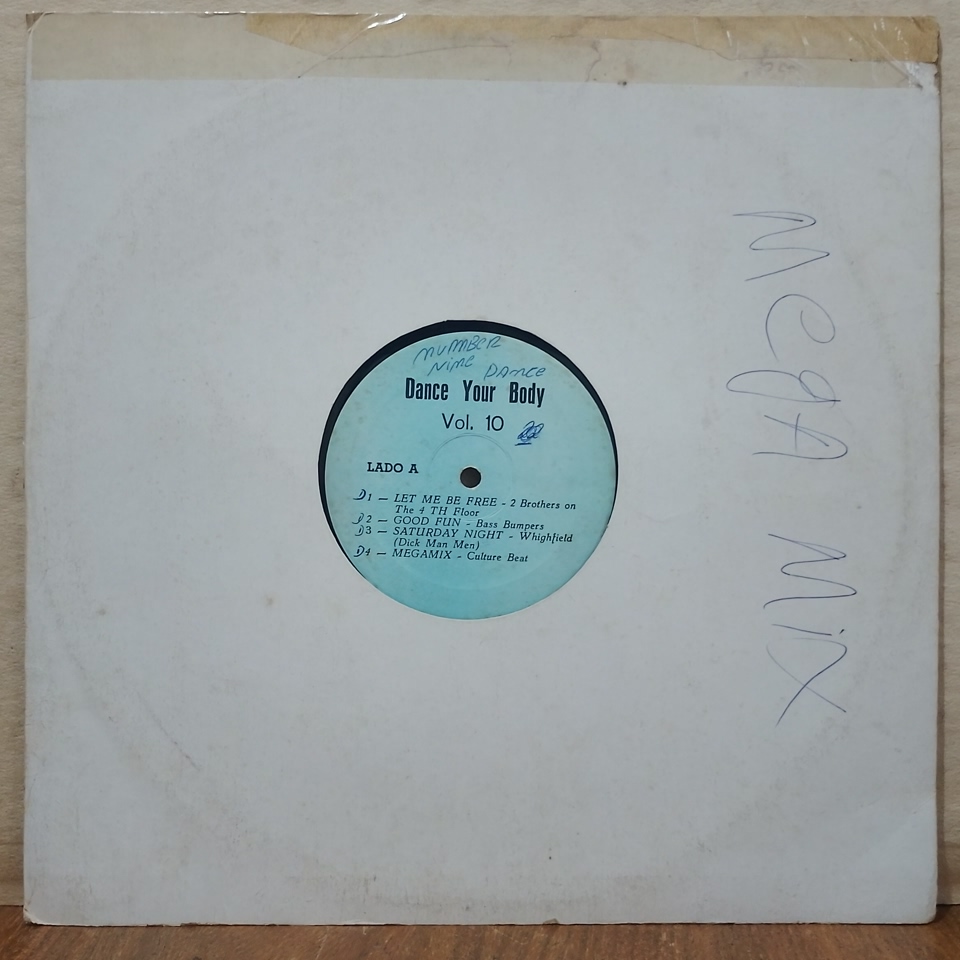 NUMBER
NINE DANCE
Dance Your Body
Vol. 10
LADO A
1 — LET ME BE FREE - 2 Brothers on
The 4 TH Floor
2 — GOOD FUN - Bass Bumpers
3 — SATURDAY NIGHT - Whighfield
(Dick Man Men)
4 — MEGAMIX - Culture Beat
MegA Mix